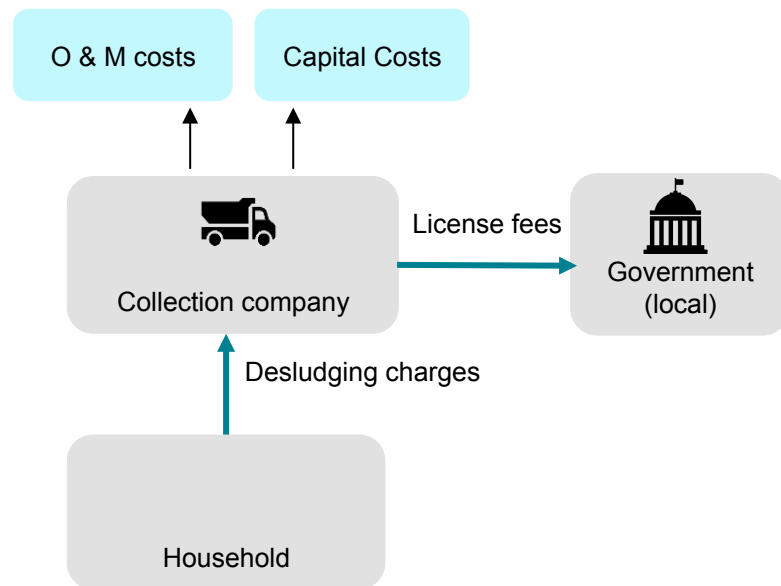 O & M costs
Capital Costs
License fees
Collection company
Government
(local)
Desludging charges
Household